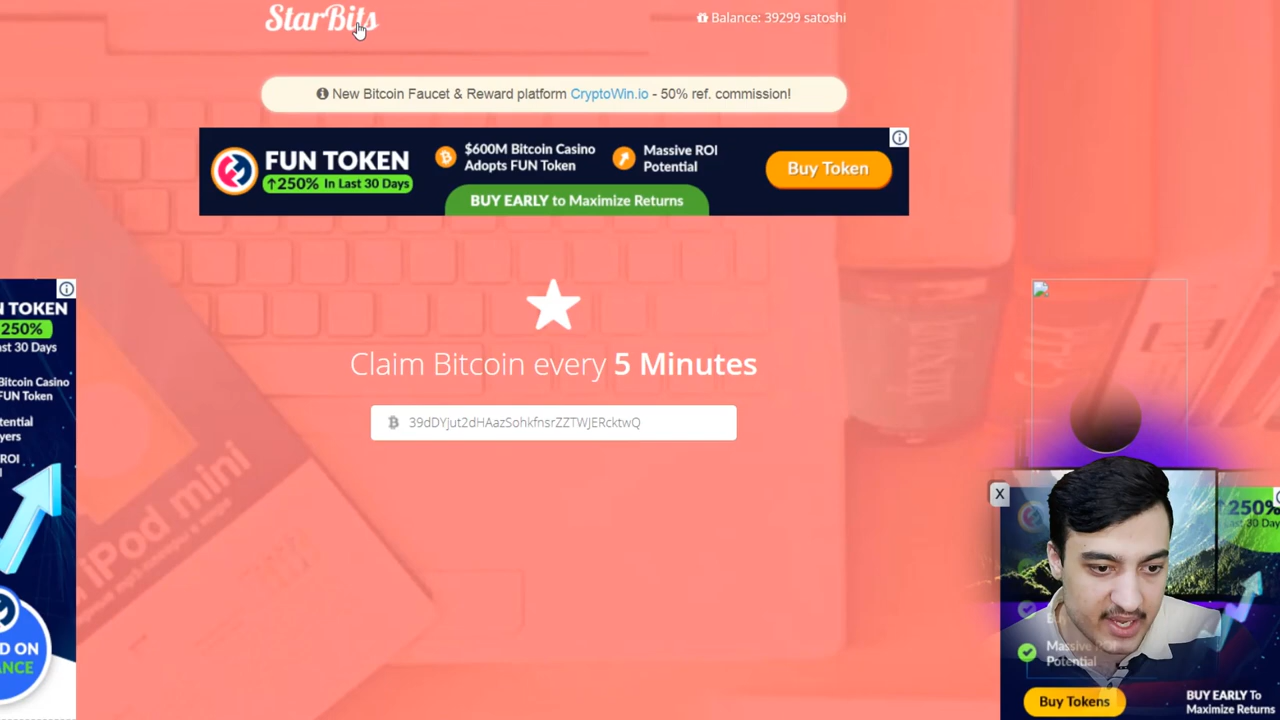 StarBits
Balance: 39299 satoshi
New Bitcoin Faucet & Reward platform CryptoWin.io - 50% ref. commission!
FUN TOKEN
↑250% In Last 30 Days
$600M Bitcoin Casino
Adopts FUN Token
Massive ROI
Potential
Buy Token
BUY EARLY to Maximize Returns
N TOKEN
250%
st 30 Days
Bitcoin Casino
FUN Token
tential
yers
ROI
D ON
ANCE
Claim Bitcoin every 5 Minutes
39dDYjut2dHAazSohkfnsrZZTWJERcktwQ
iPod mini
X
↑250%
Last 30 Day
Massive ROI
Potential
Buy Tokens
BUY EARLY To
Maximize Returns